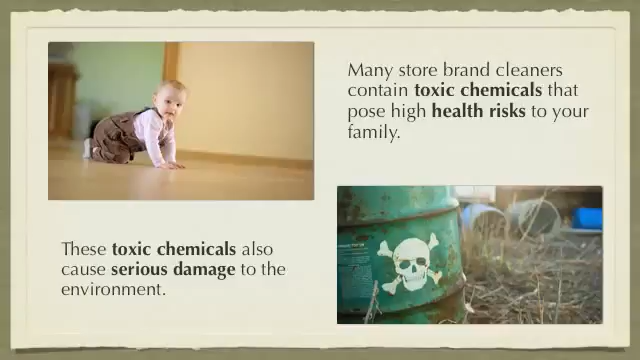 Many store brand cleaners
contain toxic chemicals that
pose high health risks to your
family.
These toxic chemicals also
cause serious damage to the
environment.